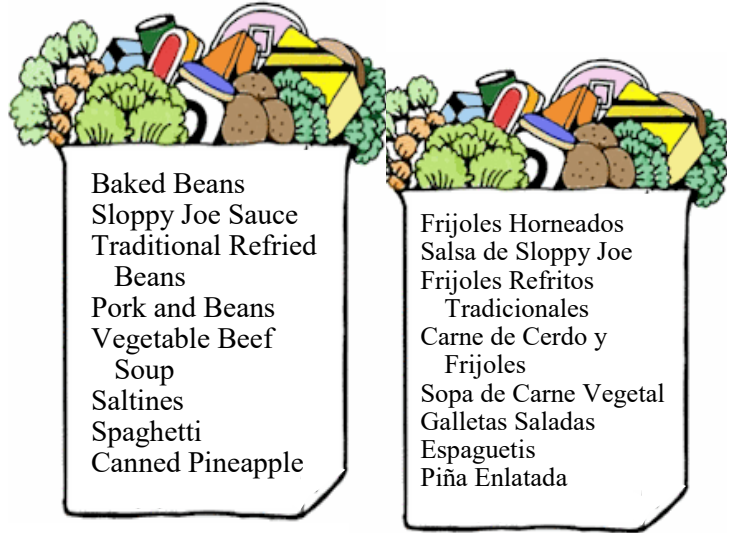 Baked Beans
Sloppy Joe Sauce
Traditional Refried
Beans
Pork and Beans
Vegetable Beef
Soup
Saltines
Spaghetti
Canned Pineapple
Frijoles Horneados
Salsa de Sloppy Joe
Frijoles Refritos
Tradicionales
Carne de Cerdo y
Frijoles
Sopa de Carne Vegetal
Galletas Saladas
Espaguetis
Piña Enlatada